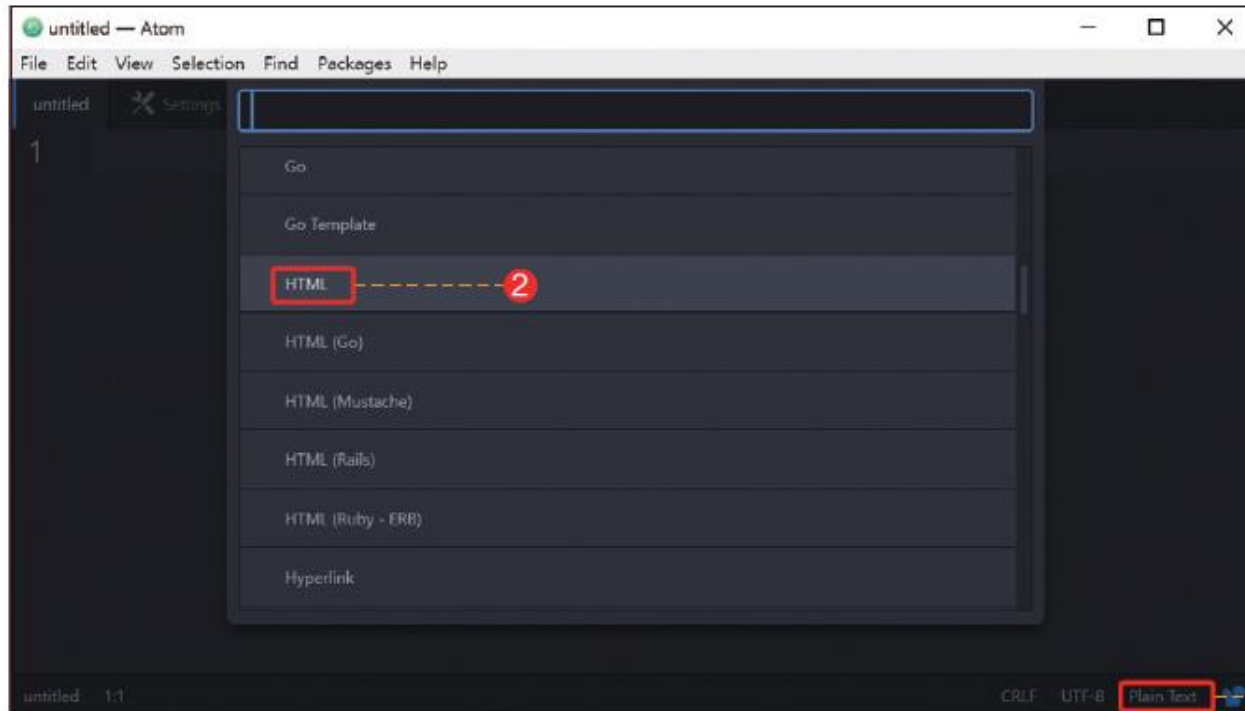 untitled — Atom
File Edit View Selection Find Packages Help
untitled Settings
1
Go
Go Template
HTML 2
HTML (Go)
HTML (Mustache)
HTML (Rails)
HTML (Ruby - ERB)
Hyperlink
untitled 1:1 CRLF UTF-8 Plain Text